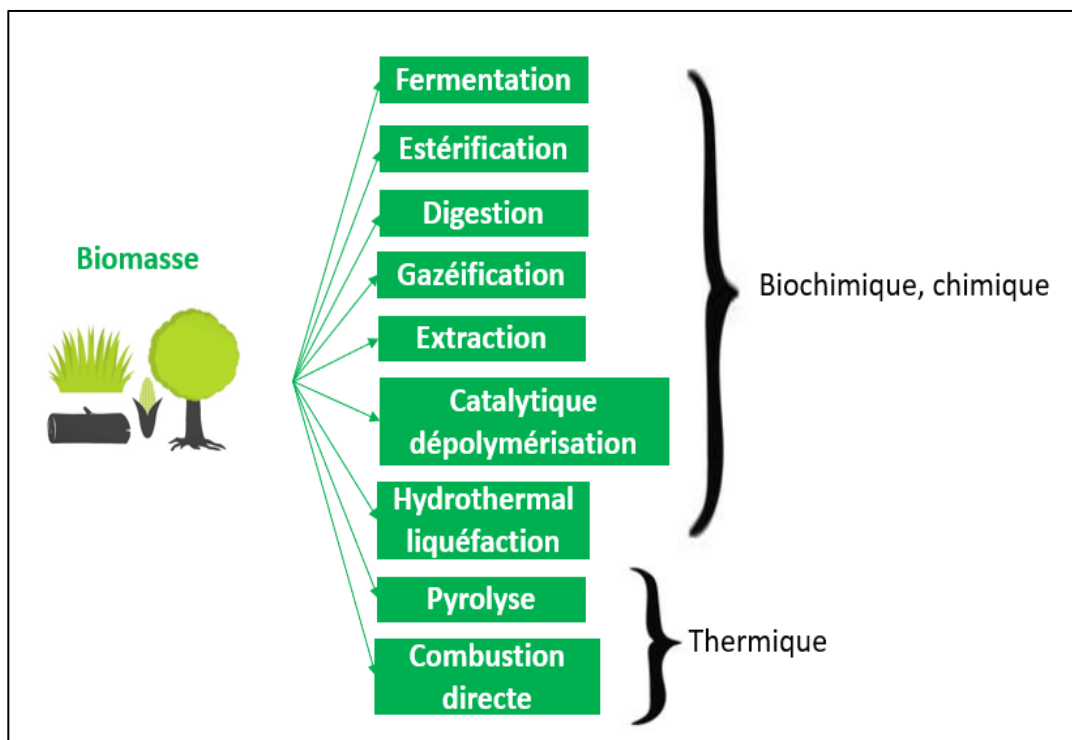 Biomasse
Fermentation
Estérification
Digestion
Gazéification
Extraction
Catalytique
dépolymérisation
Hydrothermal
liquéfaction
Pyrolyse
Combustion
directe
Biochimique, chimique
Thermique